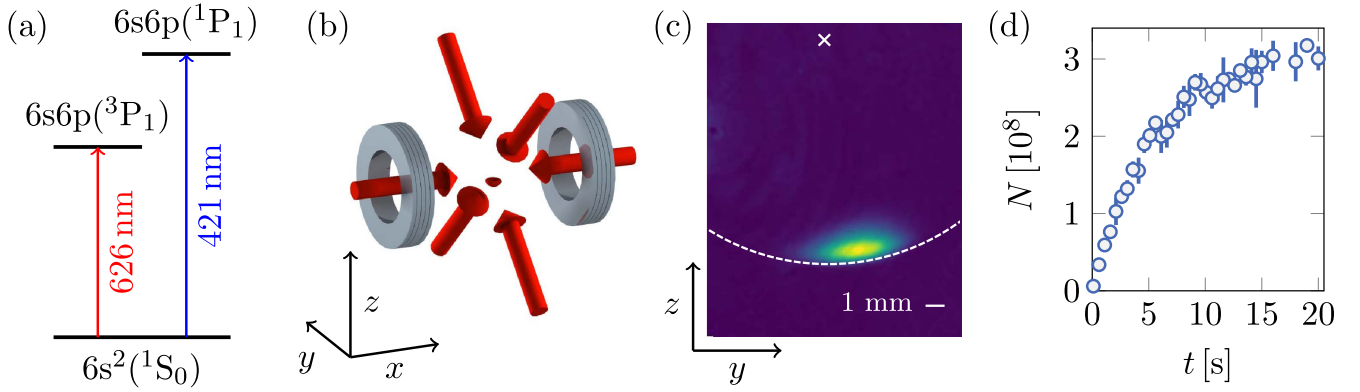 (a)
6s6p(¹P₁)
6s6p(³P₁)
626 nm
421 nm
6s²(¹S₀)
(b)
z
y
x
(c)
×
1 mm
z
y
(d)
N [10⁸]
3
2
1
0
0 5 10 15 20
t [s]